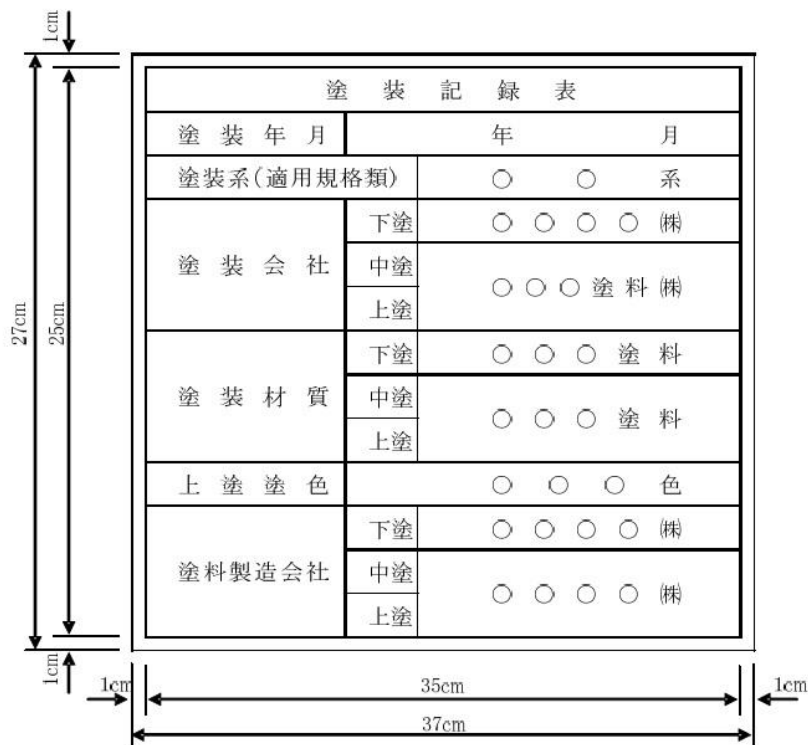 1cm
塗装記録表
塗装年月 年 月
塗装系(適用規格類) ○ ○ 系
塗装会社 下塗 ○ ○ ○ ○ ㈱
中塗 ○ ○ ○ 塗料 ㈱
上塗
塗装材質 下塗 ○ ○ ○ 塗料
中塗 ○ ○ ○ 塗料
上塗
上塗塗色 ○ ○ ○ 色
塗料製造会社 下塗 ○ ○ ○ ○ ㈱
中塗 ○ ○ ○ ○ ㈱
上塗
27cm
25cm
1cm
1cm
35cm
1cm
37cm